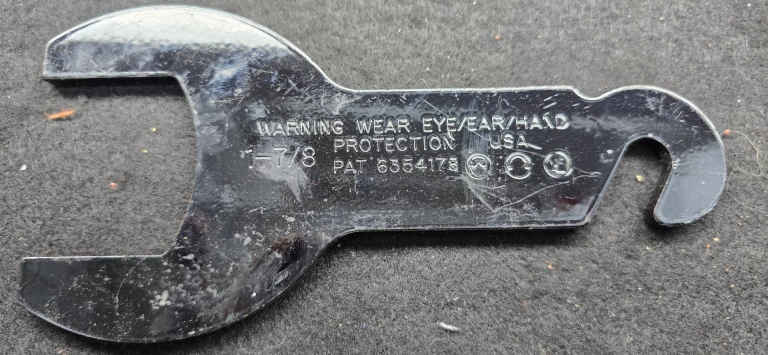 WARNING WEAR EYE/EAR/HAND
PROTECTION USA
1-7/8
PAT 6354178